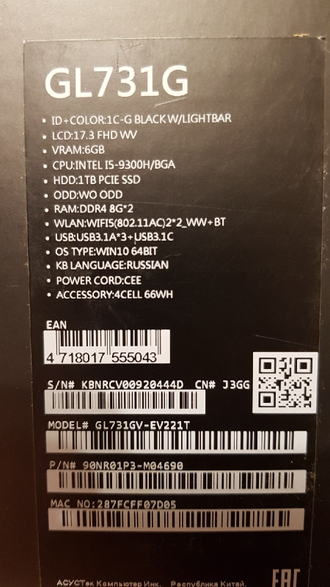 GL731G
• ID+COLOR:1C-G BLACK W/LIGHTBAR
• LCD:17.3 FHD WV
• VRAM:6GB
• CPU:INTEL I5-9300H/BGA
• HDD:1TB PCIE SSD
• ODD:WO ODD
• RAM:DDR4 8G*2
• WLAN:WIFI5(802.11AC)2*2_WW+BT
• USB:USB3.1A*3+USB3.1C
• OS TYPE:WIN10 64BIT
• KB LANGUAGE:RUSSIAN
• POWER CORD:CEE
• ACCESSORY:4CELL 66WH
EAN
4 718017 555043
S/N# KBNRCV00920444D CN# J3GG
MODEL# GL731GV-EV221T
P/N# 90NR01P3-M04690
MAC NO:287FCFF07D05
АСУСТек Компьютер Инк. Республика Китай,
EAC